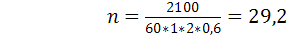 n = 2100 / 60*1*2*0,6 = 29,2